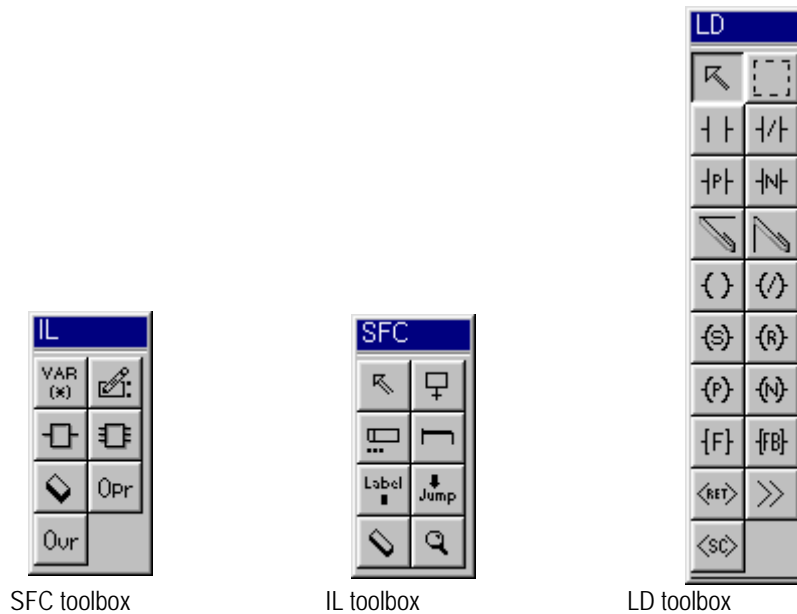 LD
P N
( ) (/)
(S) (R)
(P) (N)
{F} {FB}
<RET> >>
<SC>
IL
VAR
(*)
Opr
Ovr
SFC
Label Jump
SFC toolbox IL toolbox LD toolbox